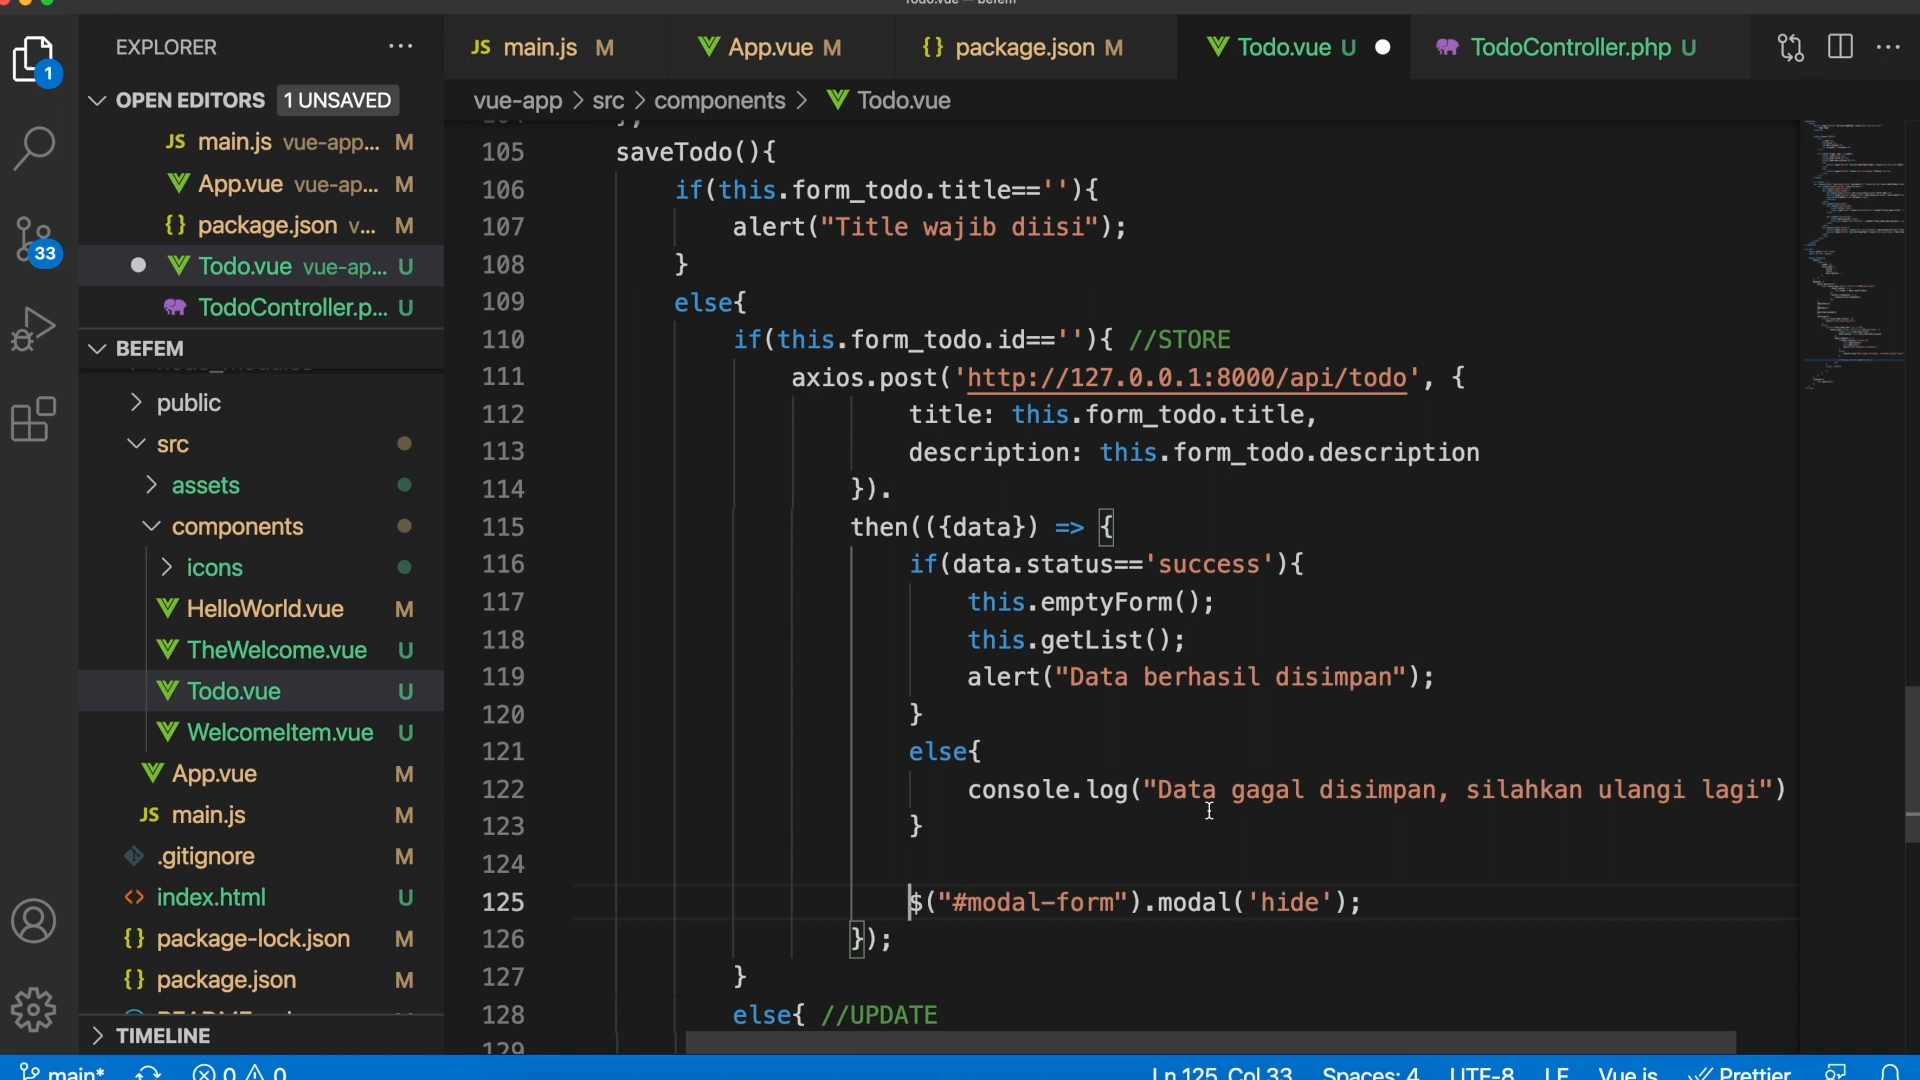 EXPLORER
OPEN EDITORS 1 UNSAVED
JS main.js vue-app... M
App.vue vue-ap... M
{} package.json v... M
Todo.vue vue-ap... U
TodoController.p... U
BEFEM
public
src
assets
components
icons
HelloWorld.vue M
TheWelcome.vue U
Todo.vue U
WelcomeItem.vue U
App.vue M
JS main.js M
.gitignore M
<> index.html U
{} package-lock.json M
{} package.json M
TIMELINE
1
33
JS main.js M
App.vue M
{} package.json M
Todo.vue U
TodoController.php U
vue-app > src > components > Todo.vue
105 saveTodo(){
106 if(this.form_todo.title==''){
107 alert("Title wajib diisi");
108 }
109 else{
110 if(this.form_todo.id==''){ //STORE
111 axios.post('http://127.0.0.1:8000/api/todo', {
112 title: this.form_todo.title,
113 description: this.form_todo.description
114 }).
115 then(({data}) => {
116 if(data.status=='success'){
117 this.emptyForm();
118 this.getList();
119 alert("Data berhasil disimpan");
120 }
121 else{
122 console.log("Data gagal disimpan, silahkan ulangi lagi")
123 }
124
125 $("#modal-form").modal('hide');
126 });
127 }
128 else{ //UPDATE
129
main* 0 0 Ln 125, Col 33 Spaces: 4 UTF-8 LF Vue.js Prettier